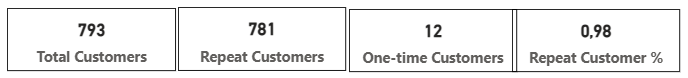 793
Total Customers
781
Repeat Customers
12
One-time Customers
0,98
Repeat Customer %